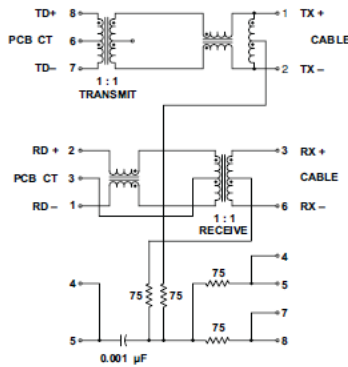 TD+ 8 1 TX +
PCB CT 6 CABLE
TD– 7 2 TX –
1 : 1
TRANSMIT
RD + 2 3 RX +
PCB CT 3 CABLE
RD– 1 6 RX –
1 : 1
RECEIVE
4 75 75 75 4
5
75 7
5 8
0.001 µF